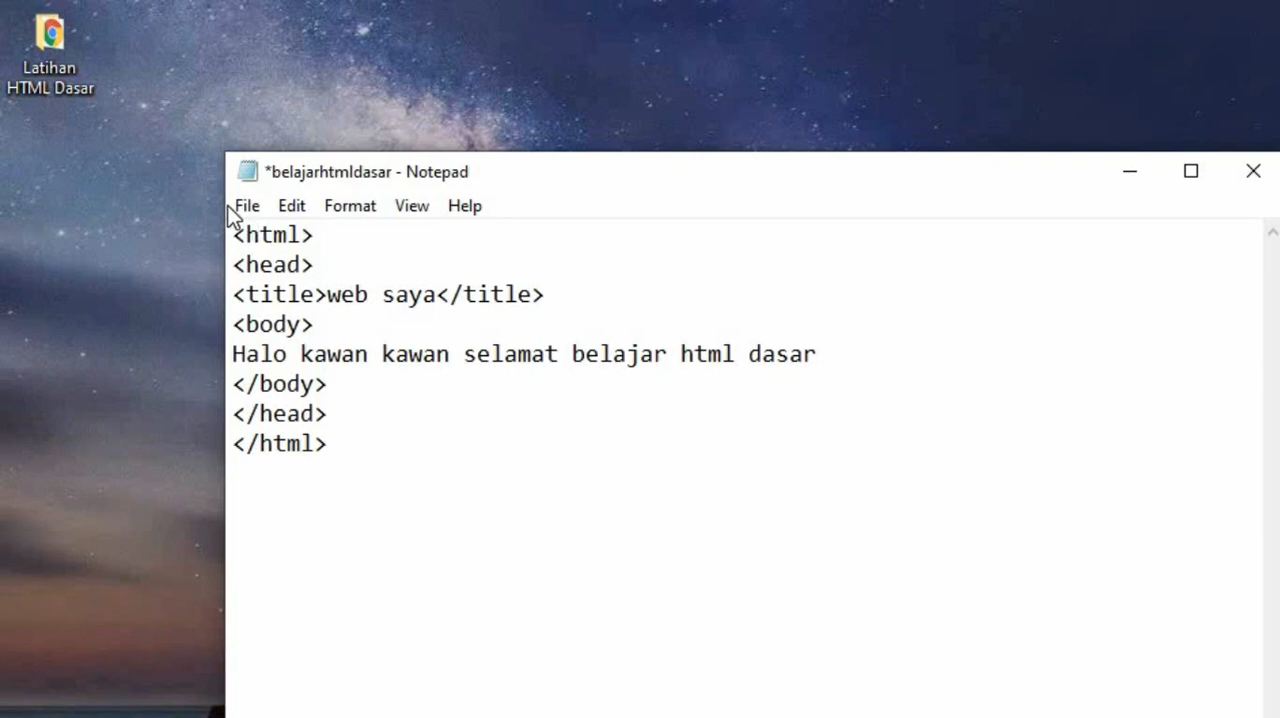 Latihan
HTML Dasar
*belajarhtmldasar - Notepad
File Edit Format View Help
<html>
<head>
<title>web saya</title>
<body>
Halo kawan kawan selamat belajar html dasar
</body>
</head>
</html>